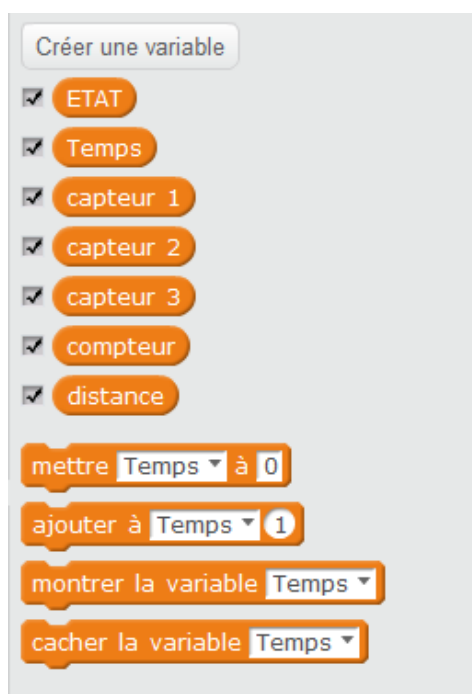 Créer une variable
ETAT
Temps
capteur 1
capteur 2
capteur 3
compteur
distance
mettre Temps à 0
ajouter à Temps 1
montrer la variable Temps
cacher la variable Temps